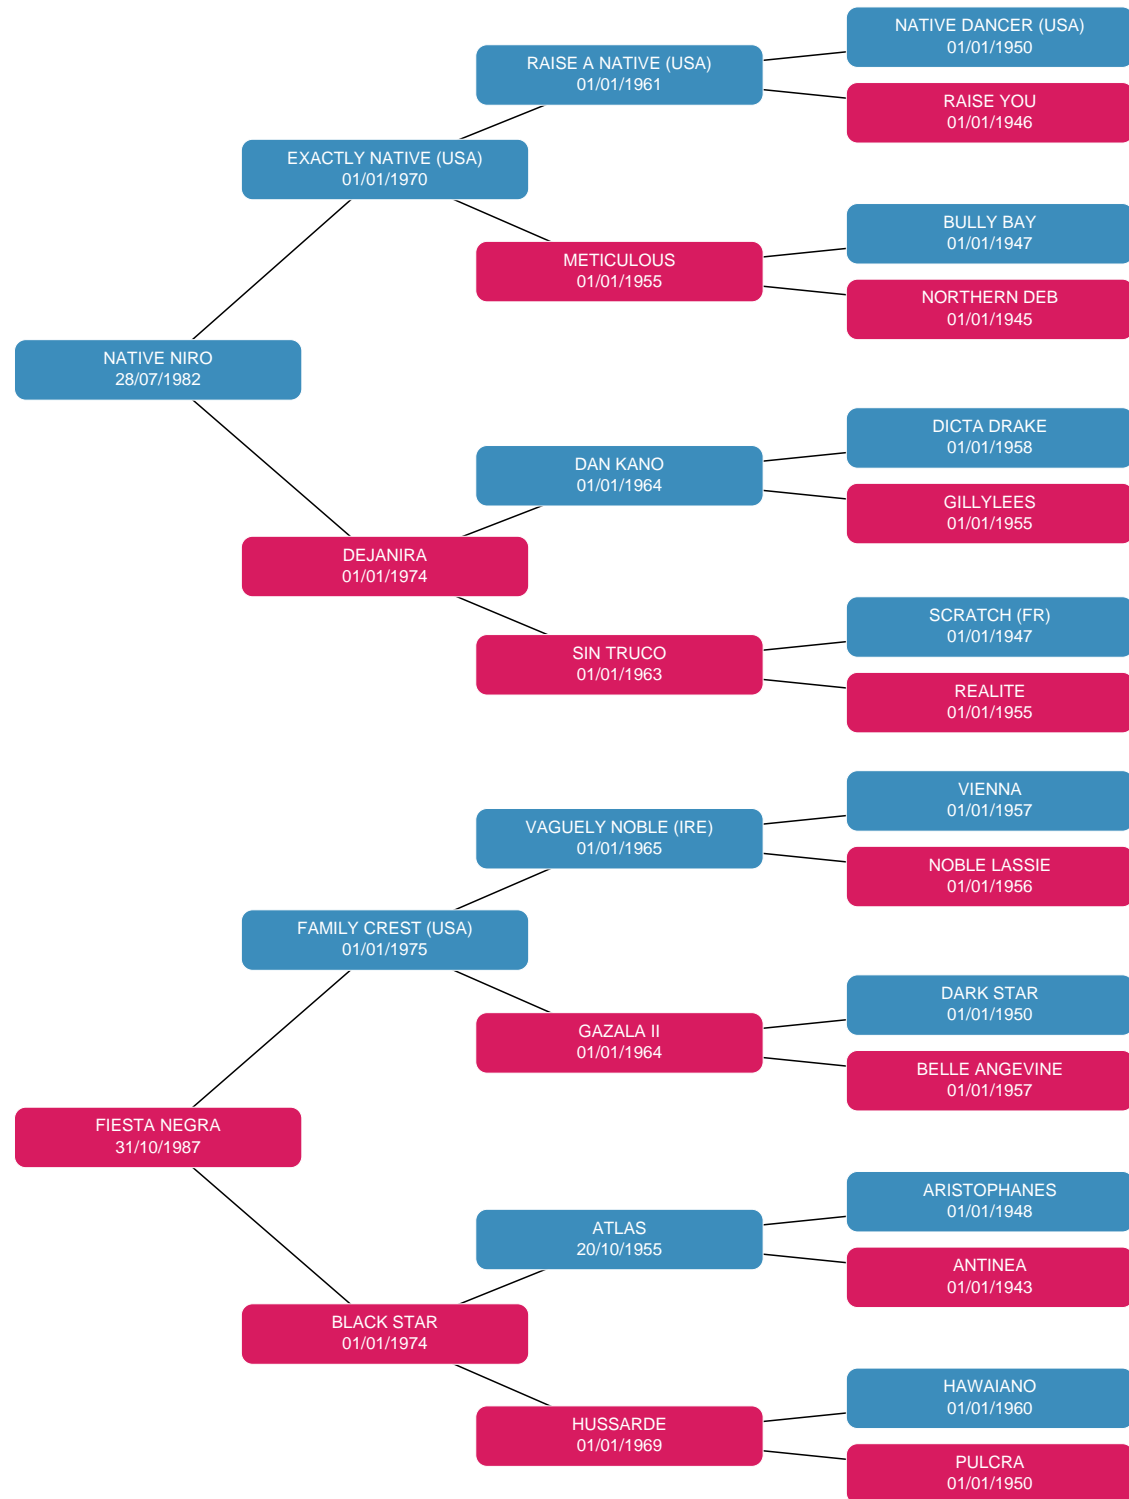 NATIVE DANCER (USA)
01/01/1950
RAISE A NATIVE (USA)
01/01/1961
RAISE YOU
01/01/1946
EXACTLY NATIVE (USA)
01/01/1970
BULLY BAY
01/01/1947
METICULOUS
01/01/1955
NORTHERN DEB
01/01/1945
NATIVE NIRO
28/07/1982
DICTA DRAKE
01/01/1958
DAN KANO
01/01/1964
GILLYLEES
01/01/1955
DEJANIRA
01/01/1974
SCRATCH (FR)
01/01/1947
SIN TRUCO
01/01/1963
REALITE
01/01/1955
VIENNA
01/01/1957
VAGUELY NOBLE (IRE)
01/01/1965
NOBLE LASSIE
01/01/1956
FAMILY CREST (USA)
01/01/1975
DARK STAR
01/01/1950
GAZALA II
01/01/1964
BELLE ANGEVINE
01/01/1957
FIESTA NEGRA
31/10/1987
ARISTOPHANES
01/01/1948
ATLAS
20/10/1955
ANTINEA
01/01/1943
BLACK STAR
01/01/1974
HAWAIANO
01/01/1960
HUSSARDE
01/01/1969
PULCRA
01/01/1950